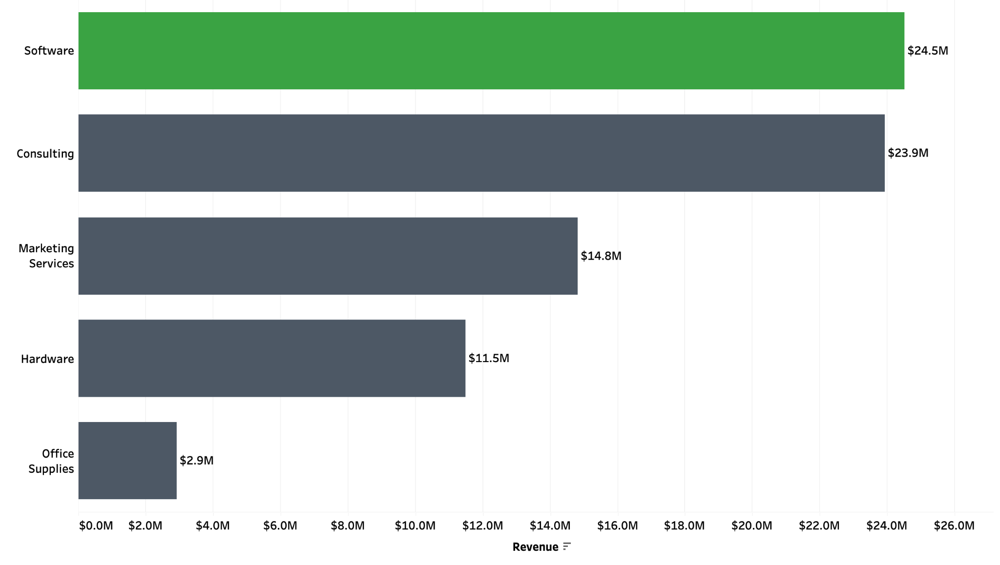 Software
$24.5M
Consulting
$23.9M
Marketing
Services
$14.8M
Hardware
$11.5M
Office
Supplies
$2.9M
$0.0M $2.0M $4.0M $6.0M $8.0M $10.0M $12.0M $14.0M $16.0M $18.0M $20.0M $22.0M $24.0M $26.0M
Revenue